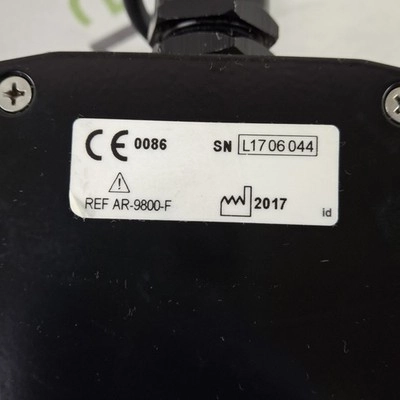 CE 0086 SN L1706044
REF AR-9800-F 2017
id